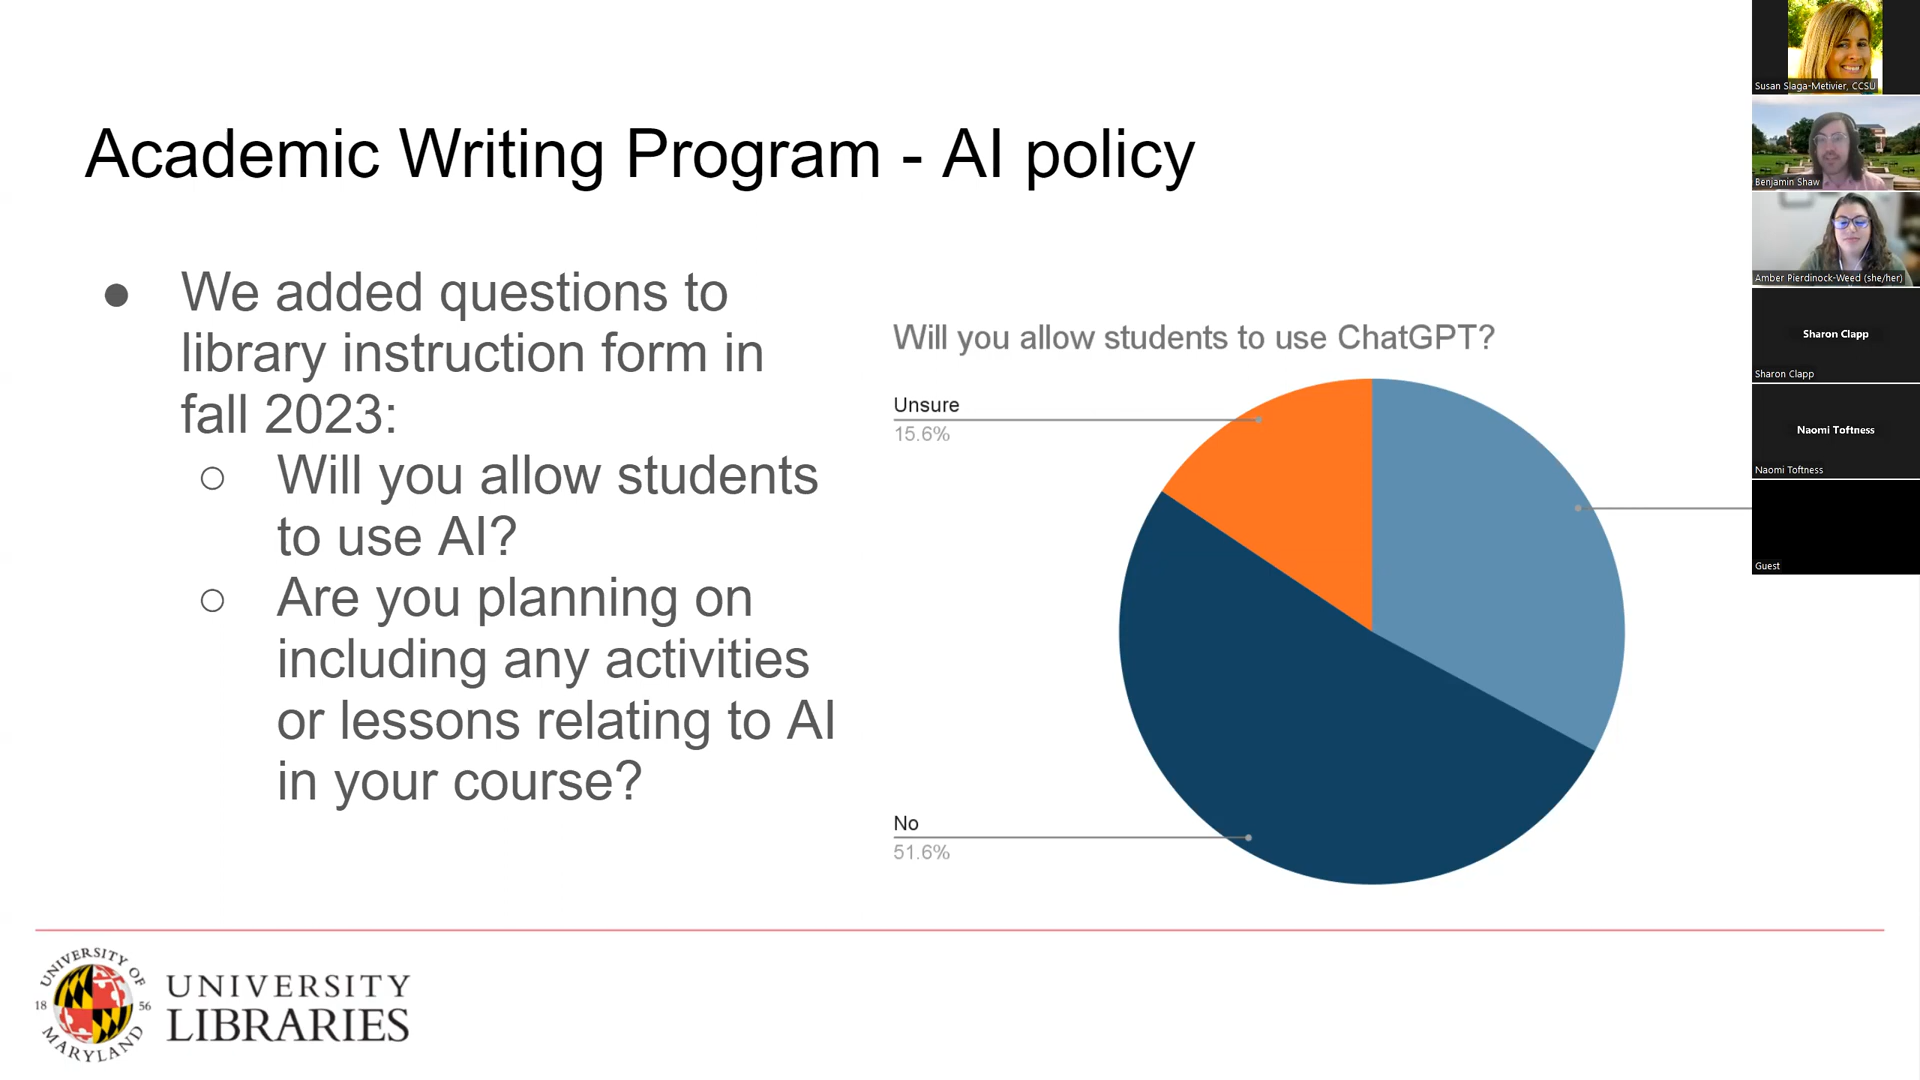 Academic Writing Program - AI policy
● We added questions to
library instruction form in
fall 2023:
○ Will you allow students
to use AI?
○ Are you planning on
including any activities
or lessons relating to AI
in your course?
Will you allow students to use ChatGPT?
Unsure
15.6%
No
51.6%
UNIVERSITY OF
18 56
MARYLAND
UNIVERSITY
LIBRARIES
Susan Slaga-Metivier, CCSU
Benjamin Shaw
Amber Pierdinock-Weed (she/her)
Sharon Clapp
Sharon Clapp
Naomi Toftness
Naomi Toftness
Guest